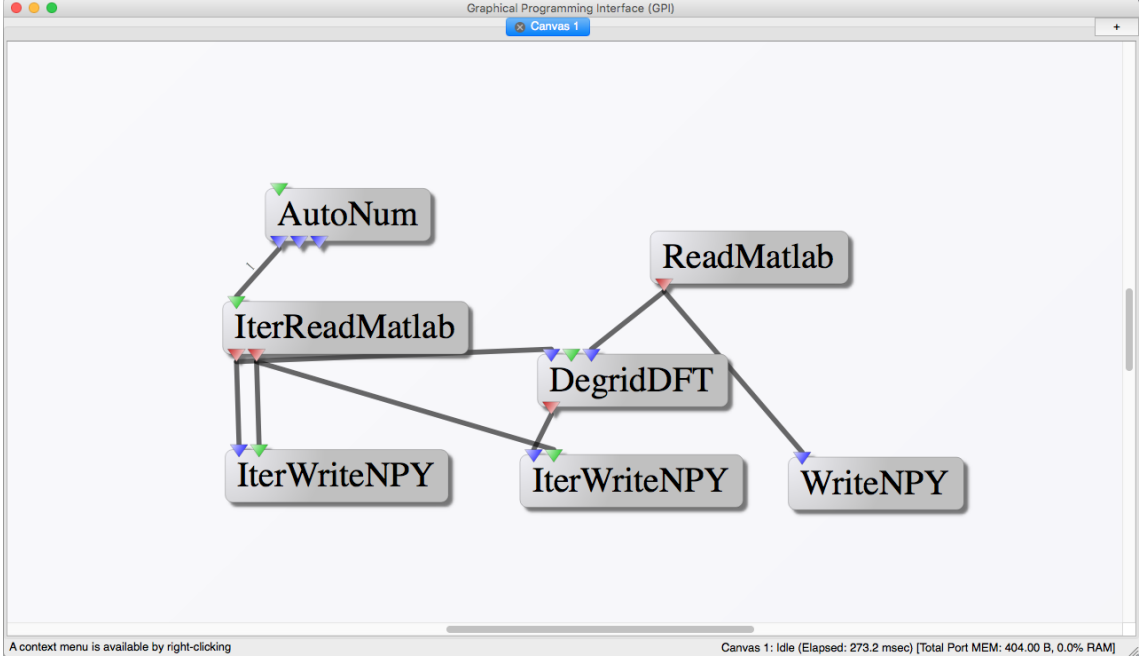 Graphical Programming Interface (GPI)
Canvas 1
+
AutoNum
ReadMatlab
IterReadMatlab
DegridDFT
IterWriteNPY
IterWriteNPY
WriteNPY
A context menu is available by right-clicking
Canvas 1: Idle (Elapsed: 273.2 msec) [Total Port MEM: 404.00 B, 0.0% RAM]